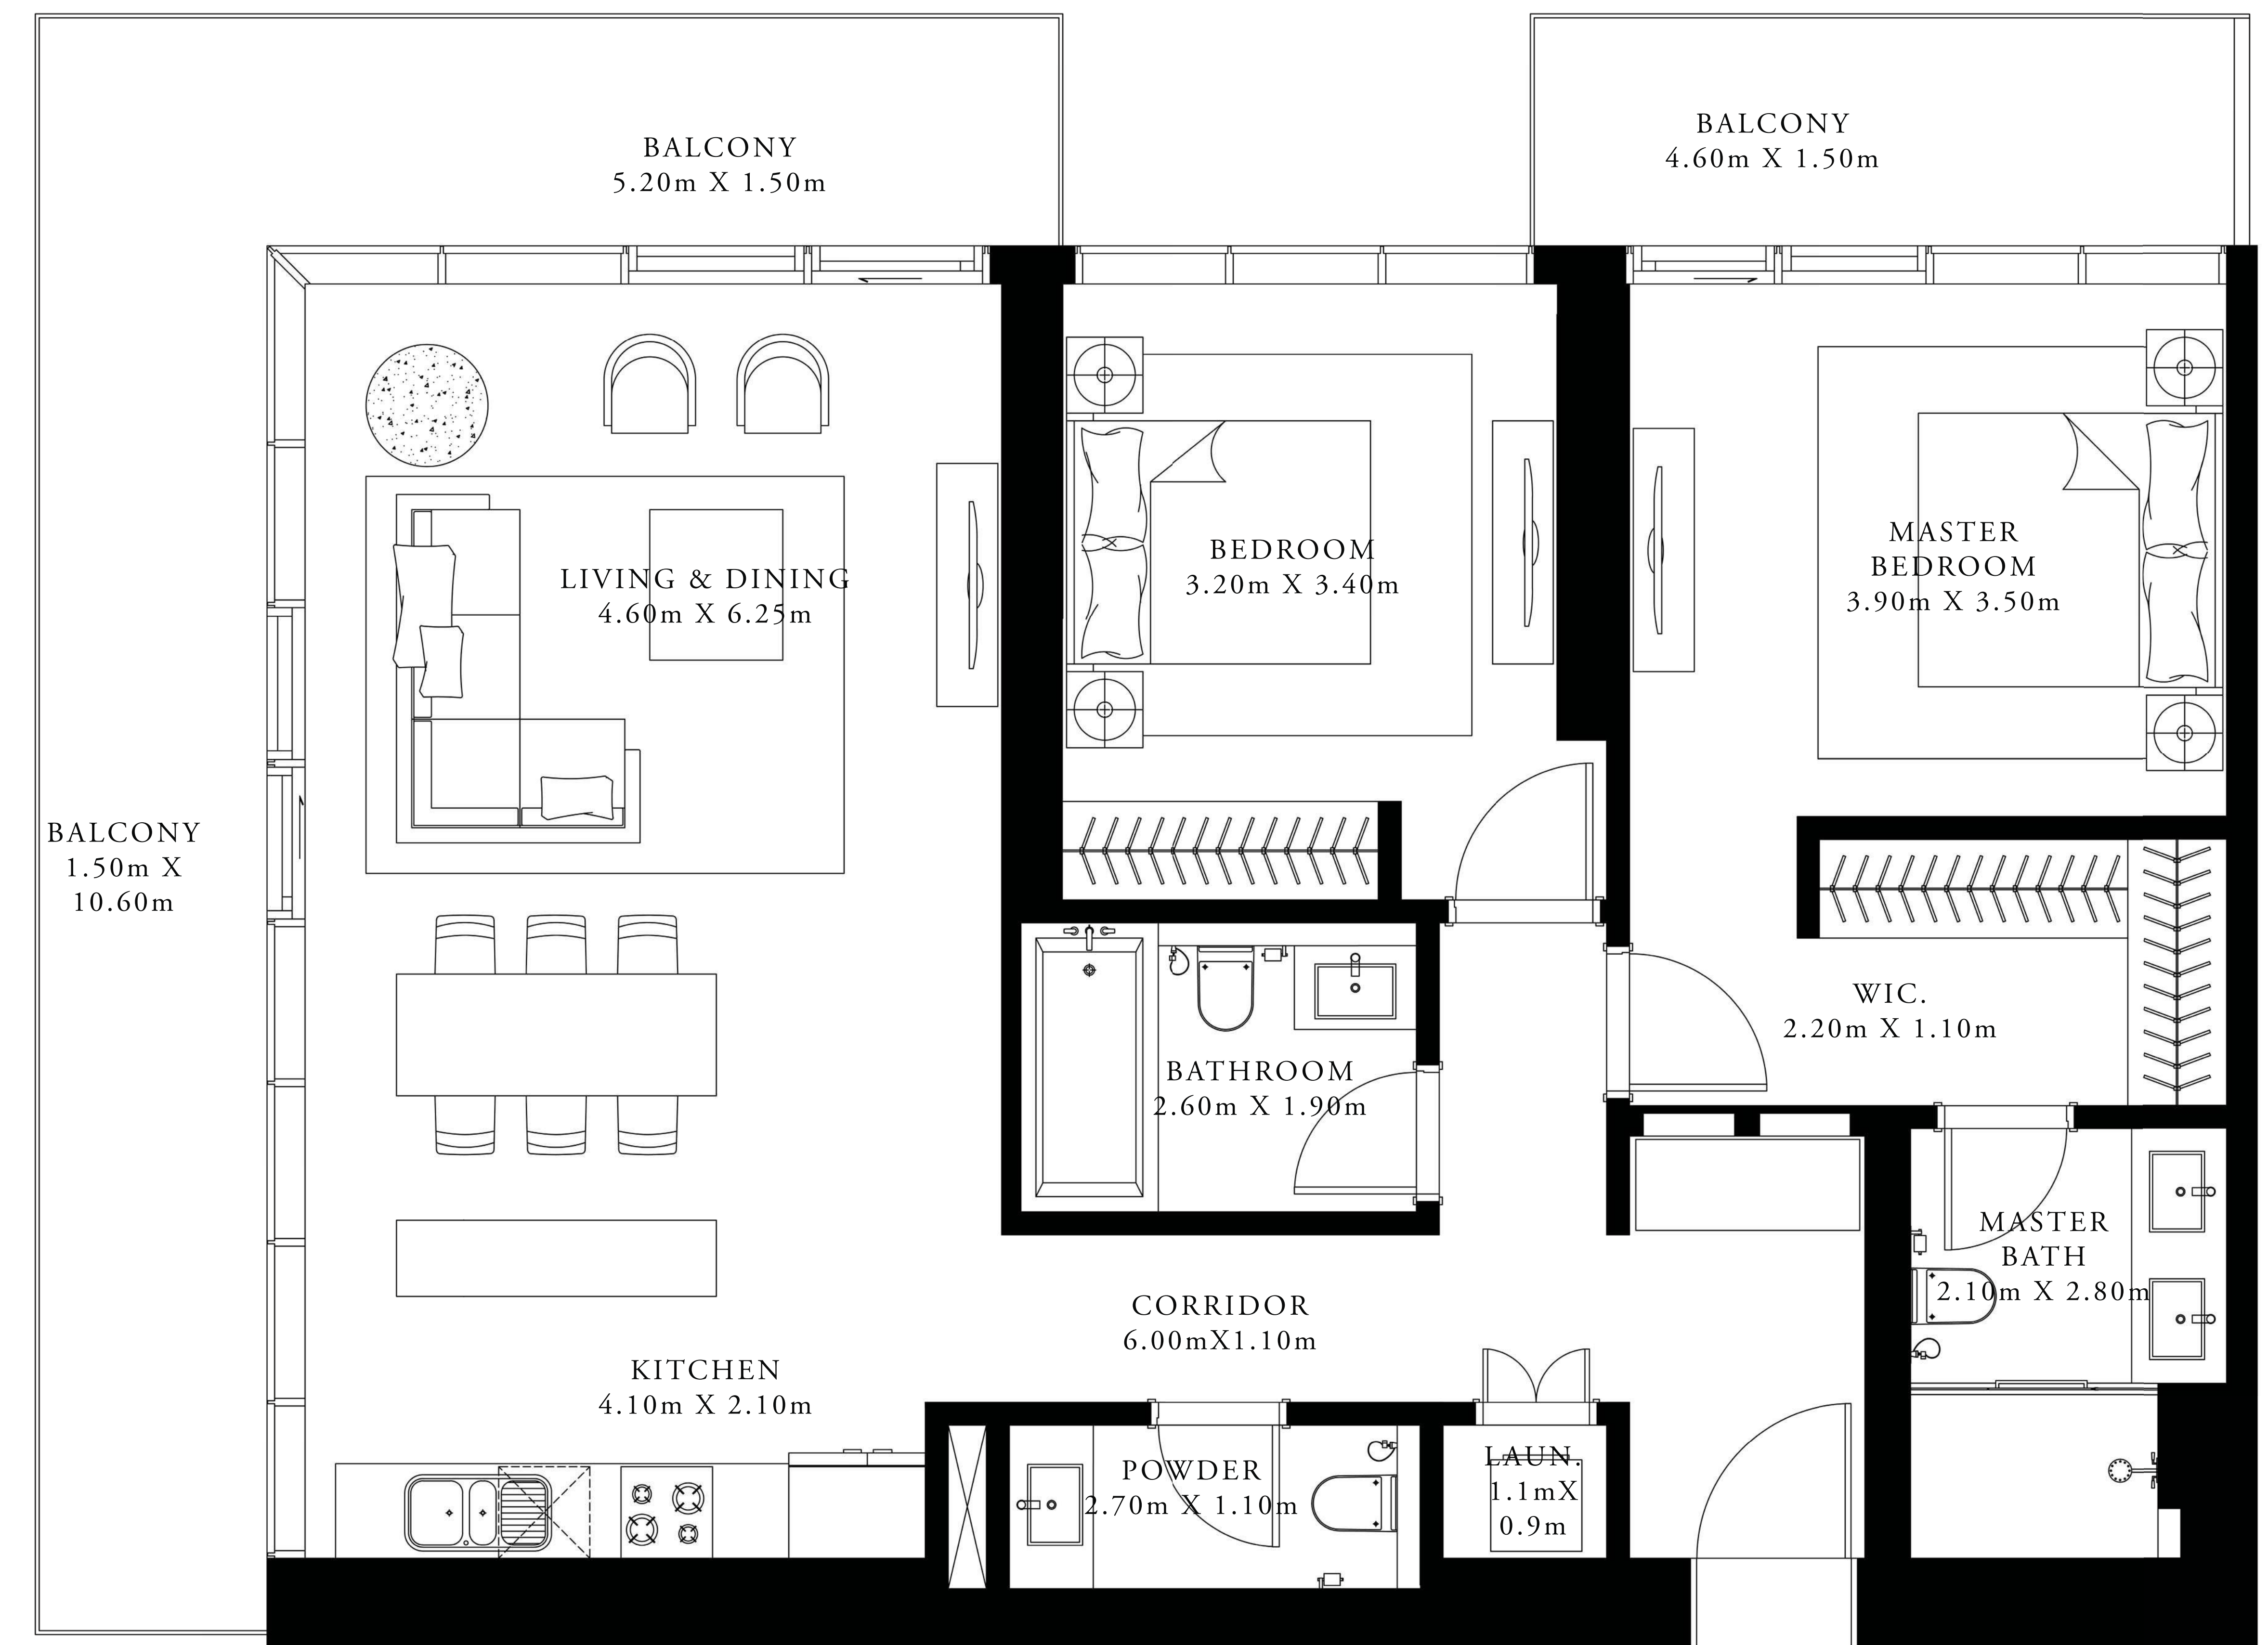 BALCONY
5.20m X 1.50m
BALCONY
4.60m X 1.50m
LIVING & DINING
4.60m X 6.25m
BEDROOM
3.20m X 3.40m
MASTER
BEDROOM
3.90m X 3.50m
BALCONY
1.50m X
10.60m
WIC.
2.20m X 1.10m
BATHROOM
2.60m X 1.90m
MASTER
BATH
2.10m X 2.80m
CORRIDOR
6.00mX1.10m
KITCHEN
4.10m X 2.10m
POWDER
2.70m X 1.10m
LAUN.
1.1mX
0.9m